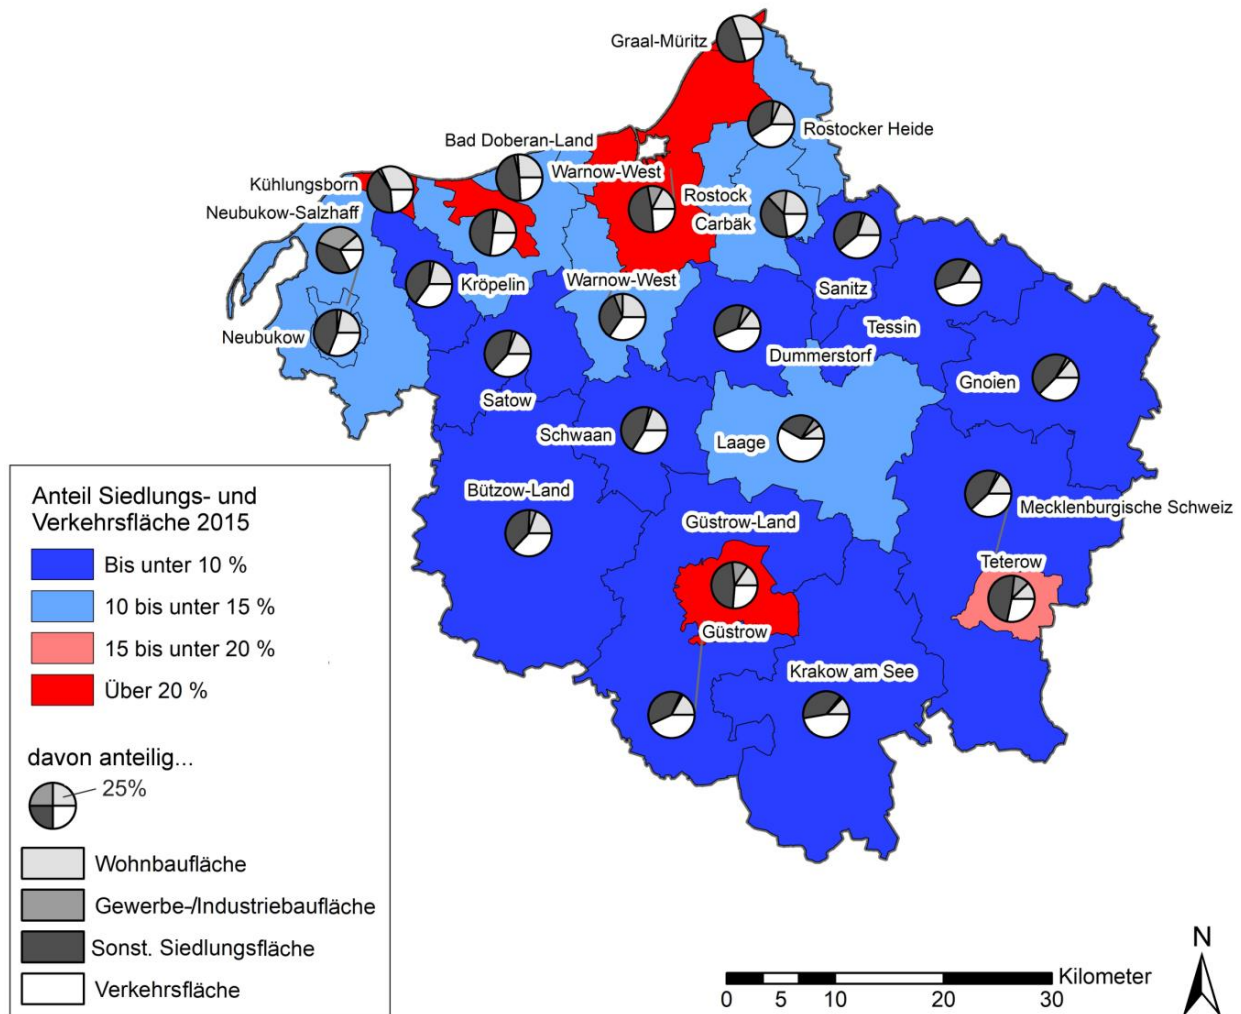 Graal-Müritz
Rostocker Heide
Bad Doberan-Land
Warnow-West
Kühlungsborn
Rostock
Neubukow-Salzhaff
Carbäk
Kröpelin
Warnow-West
Sanitz
Neubukow
Tessin
Dummerstorf
Gnoien
Satow
Schwaan
Laage
Bützow-Land
Güstrow-Land
Mecklenburgische Schweiz
Teterow
Güstrow
Krakow am See
Anteil Siedlungs- und
Verkehrsfläche 2015
Bis unter 10 %
10 bis unter 15 %
15 bis unter 20 %
Über 20 %
davon anteilig...
25%
Wohnbaufläche
Gewerbe-/Industriebaufläche
Sonst. Siedlungsfläche
Verkehrsfläche
N
Kilometer
0 5 10 20 30